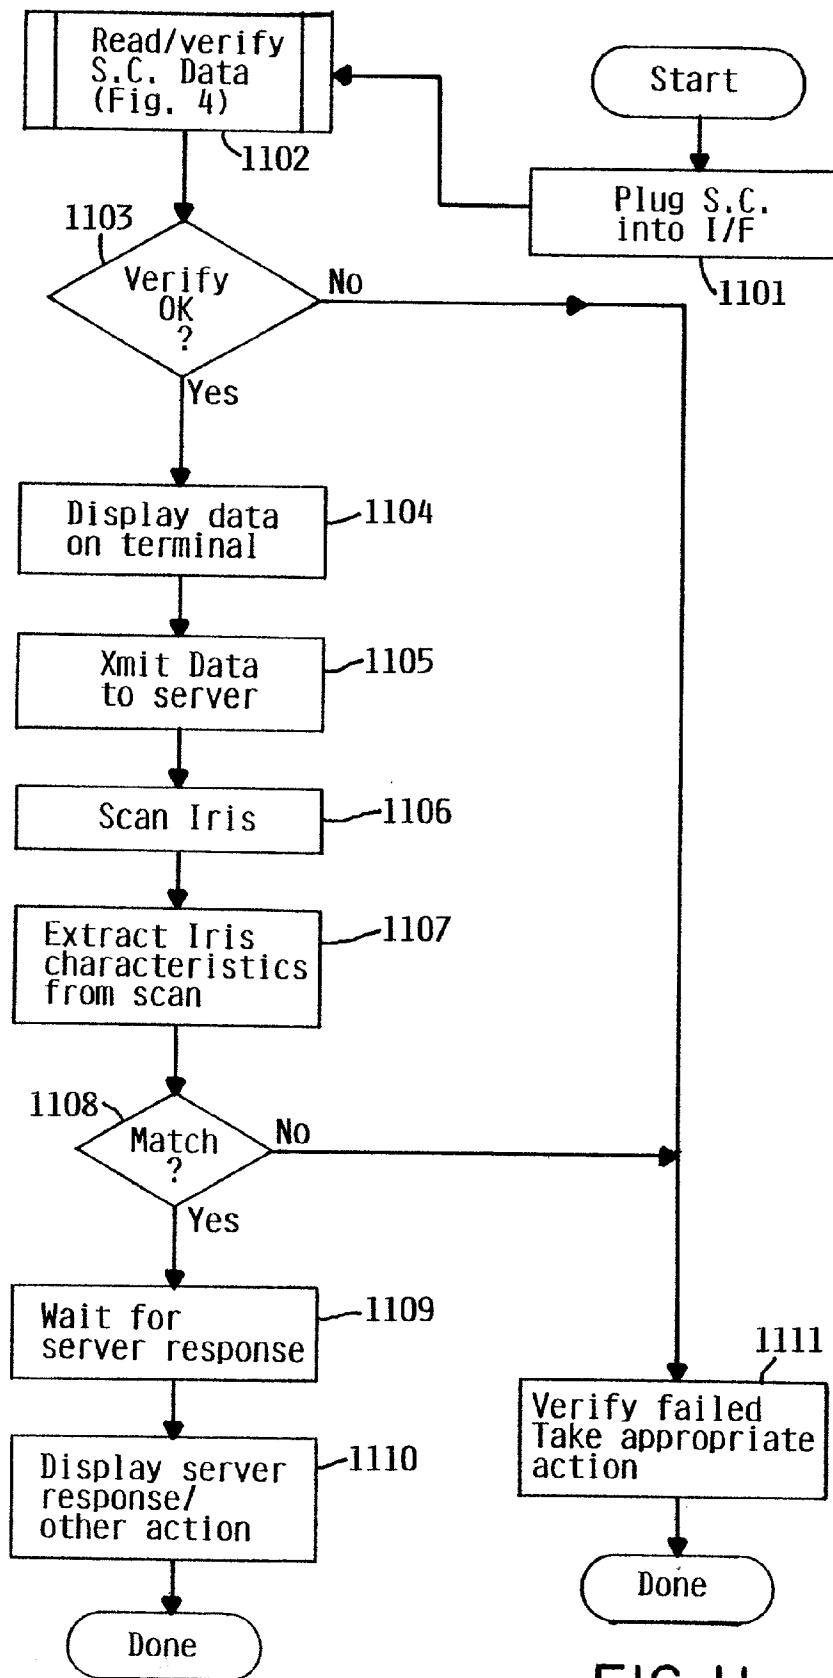 Start
Plug S.C.
into I/F
1101
Read/verify
S.C. Data
(Fig. 4)
1102
1103
Verify
OK
?
No
Yes
Display data
on terminal
1104
Xmit Data
to server
1105
Scan Iris
1106
Extract Iris
characteristics
from scan
1107
1108
Match
?
No
Yes
Wait for
server response
1109
Display server
response/
other action
1110
Done
1111
Verify failed
Take appropriate
action
Done